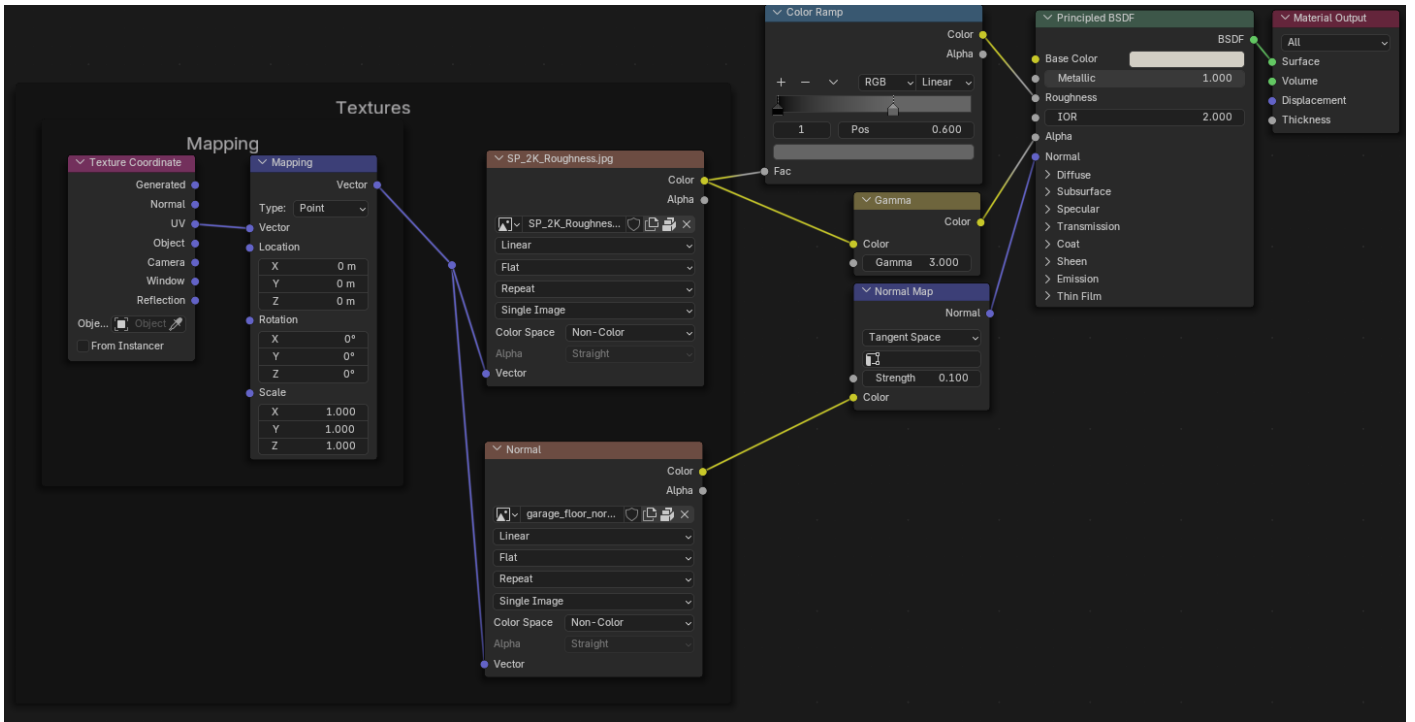 Textures
Mapping
Texture Coordinate
Generated
Normal
UV
Object
Camera
Window
Reflection
Obje... Object
From Instancer
Mapping
Vector
Type: Point
Vector
Location
X 0 m
Y 0 m
Z 0 m
Rotation
X 0°
Y 0°
Z 0°
Scale
X 1.000
Y 1.000
Z 1.000
SP_2K_Roughness.jpg
Color
Alpha
SP_2K_Roughnes...
Linear
Flat
Repeat
Single Image
Color Space Non-Color
Alpha Straight
Vector
Normal
Color
Alpha
garage_floor_nor...
Linear
Flat
Repeat
Single Image
Color Space Non-Color
Alpha Straight
Vector
Color Ramp
Color
Alpha
RGB Linear
1 Pos 0.600
Fac
Gamma
Color
Color
Gamma 3.000
Normal Map
Normal
Tangent Space
Strength 0.100
Color
Principled BSDF
BSDF
Base Color
Metallic 1.000
Roughness
IOR 2.000
Alpha
Normal
Diffuse
Subsurface
Specular
Transmission
Coat
Sheen
Emission
Thin Film
Material Output
All
Surface
Volume
Displacement
Thickness